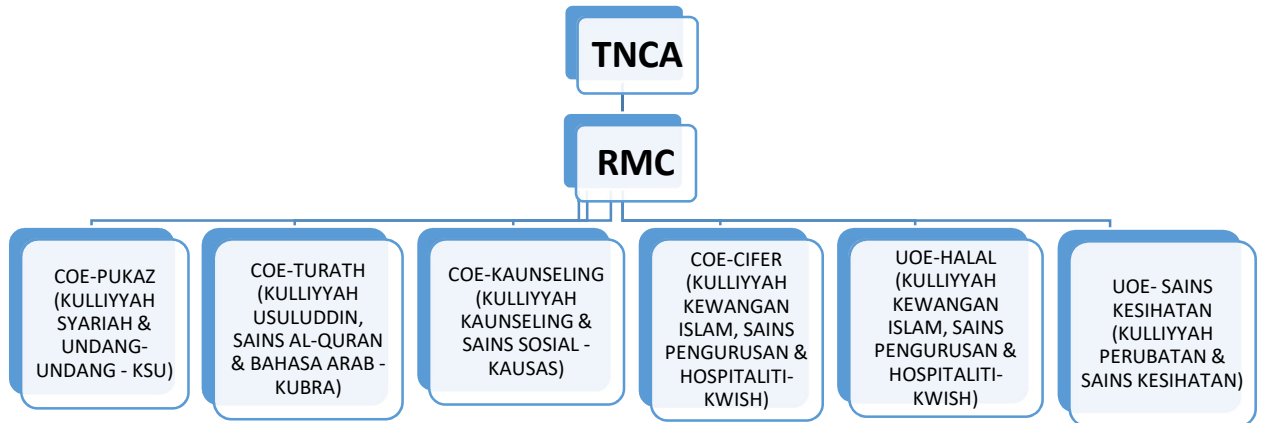 TNCA
RMC
COE-PUKAZ
(KULLIYYAH
SYARIAH &
UNDANG-
UNDANG - KSU)
COE-TURATH
(KULLIYYAH
USULUDDIN,
SAINS AL-QURAN
& BAHASA ARAB -
KUBRA)
COE-KAUNSELING
(KULLIYYAH
KAUNSELING &
SAINS SOSIAL -
KAUSAS)
COE-CIFER
(KULLIYYAH
KEWANGAN
ISLAM, SAINS
PENGURUSAN &
HOSPITALITI-
KWISH)
UOE-HALAL
(KULLIYYAH
KEWANGAN
ISLAM, SAINS
PENGURUSAN &
HOSPITALITI-
KWISH)
UOE- SAINS
KESIHATAN
(KULLIYYAH
PERUBATAN &
SAINS KESIHATAN)